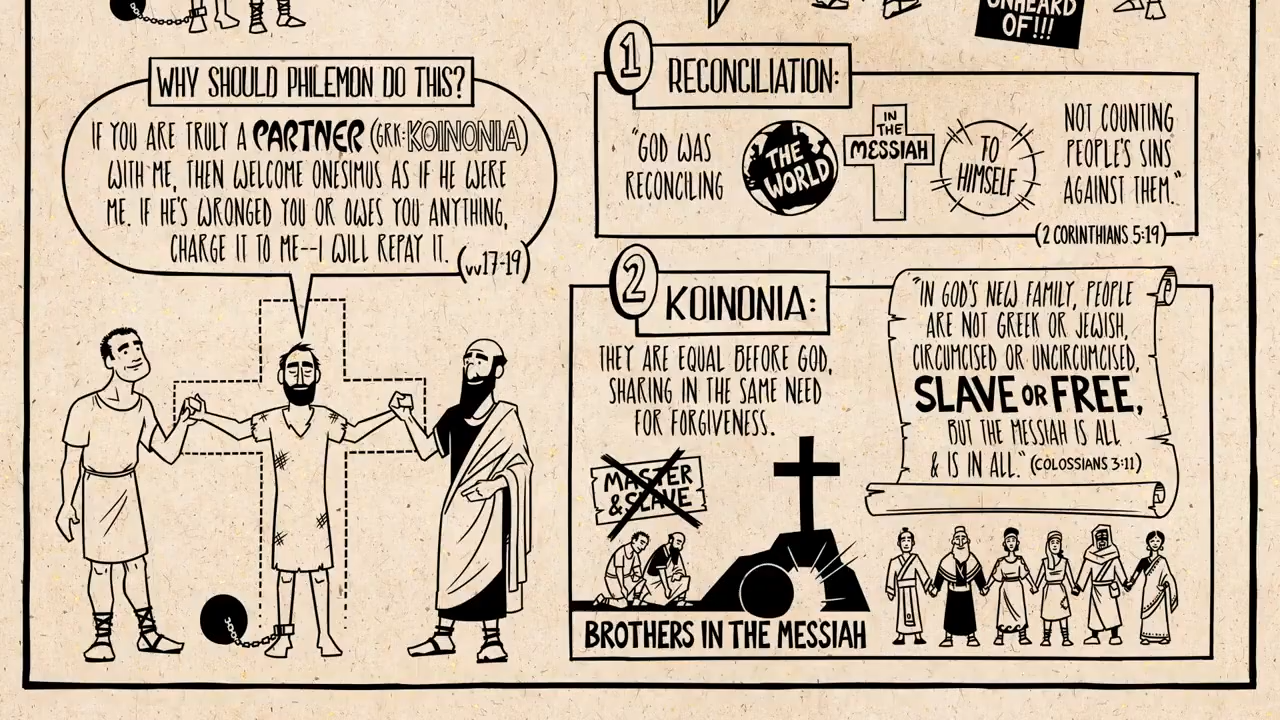 UNHEARD
OF!!!
WHY SHOULD PHILEMON DO THIS?
IF YOU ARE TRULY A PARTNER (GRK: KOINONIA)
WITH ME, THEN WELCOME ONESIMUS AS IF HE WERE
ME. IF HE'S WRONGED YOU OR OWES YOU ANYTHING,
CHARGE IT TO ME--I WILL REPAY IT. (vv17-19)
1 RECONCILIATION:
"GOD WAS
RECONCILING
THE
WORLD
IN
THE
MESSIAH
TO
HIMSELF
NOT COUNTING
PEOPLE'S SINS
AGAINST THEM."
(2 CORINTHIANS 5:19)
2 KOINONIA:
THEY ARE EQUAL BEFORE GOD,
SHARING IN THE SAME NEED
FOR FORGIVENESS.
MASTER
& SLAVE
BROTHERS IN THE MESSIAH
"IN GOD'S NEW FAMILY, PEOPLE
ARE NOT GREEK OR JEWISH,
CIRCUMCISED OR UNCIRCUMCISED,
SLAVE OR FREE,
BUT THE MESSIAH IS ALL
& IS IN ALL." (COLOSSIANS 3:11)